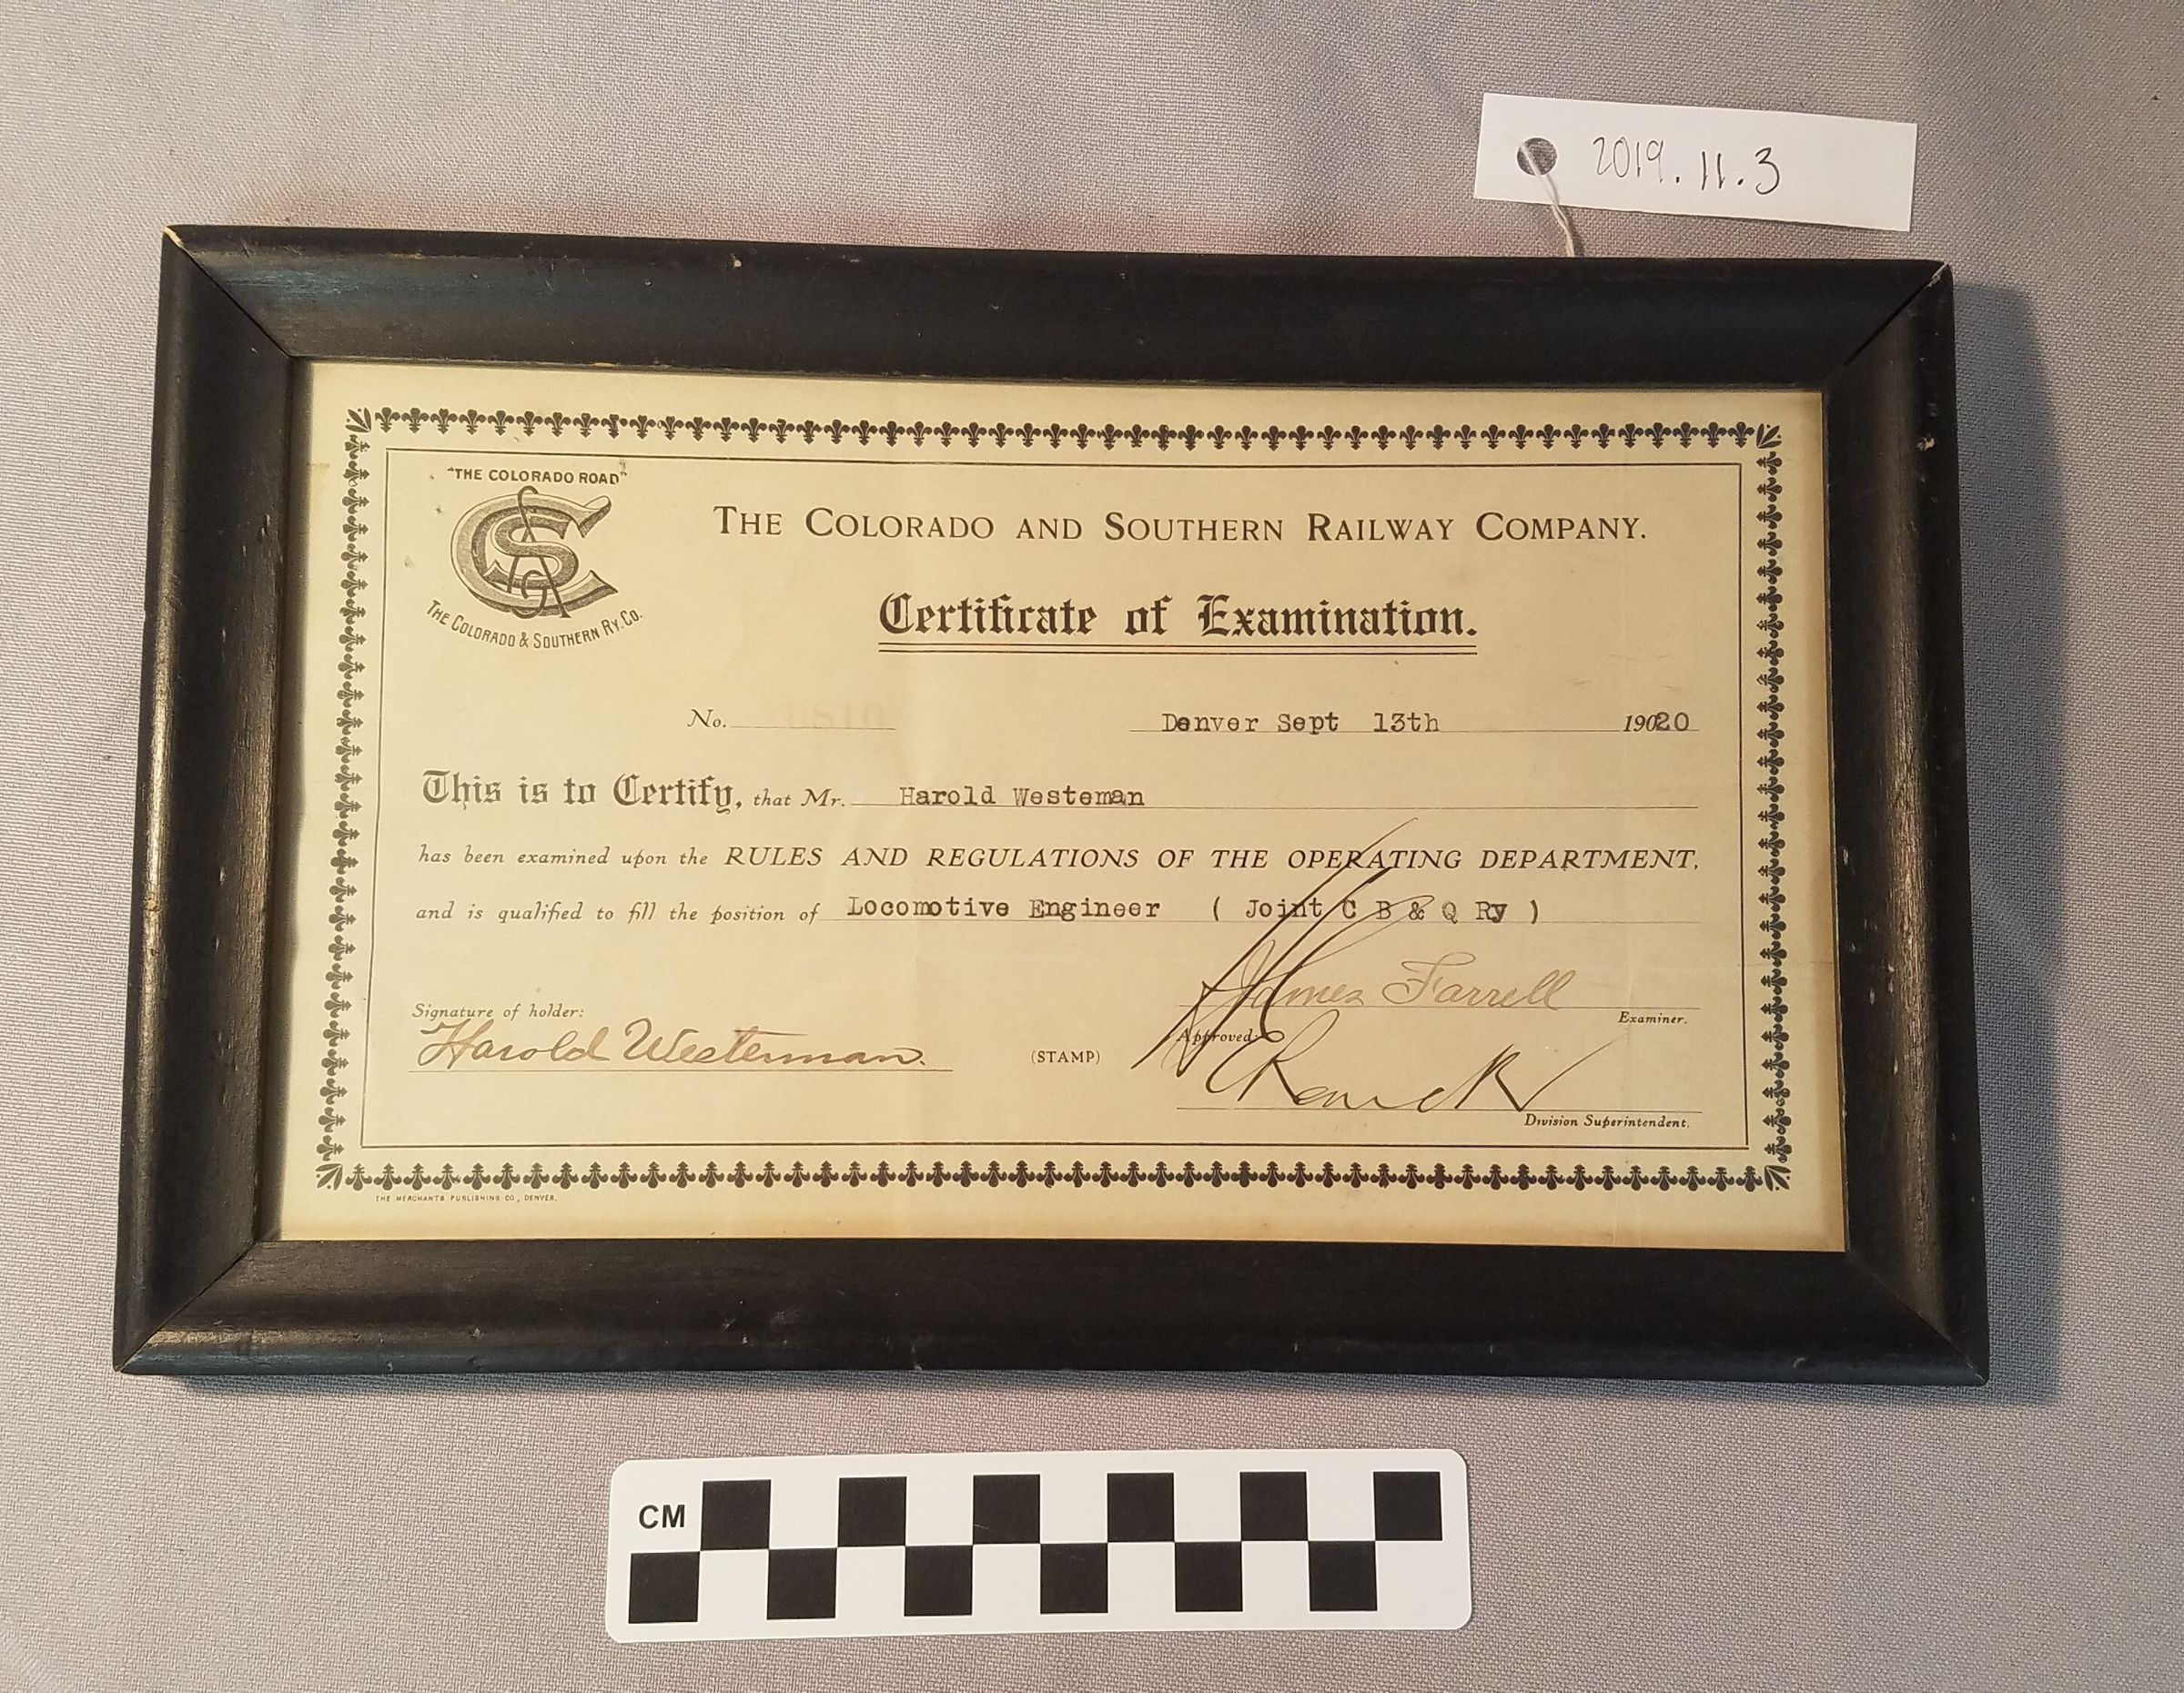 2019.11.3
"THE COLORADO ROAD"
THE COLORADO & SOUTHERN RY. CO.
THE COLORADO AND SOUTHERN RAILWAY COMPANY.
Certificate of Examination.
No. Denver Sept 13th 19020
This is to Certify, that Mr. Harold Westeman
has been examined upon the RULES AND REGULATIONS OF THE OPERATING DEPARTMENT,
and is qualified to fill the position of Locomotive Engineer ( Joint C B & Q Ry )
James Farrell
Examiner.
Signature of holder:
Harold Westerman.
(STAMP)
Approved:
Division Superintendent.
THE MERCHANTS PUBLISHING CO., DENVER.
CM